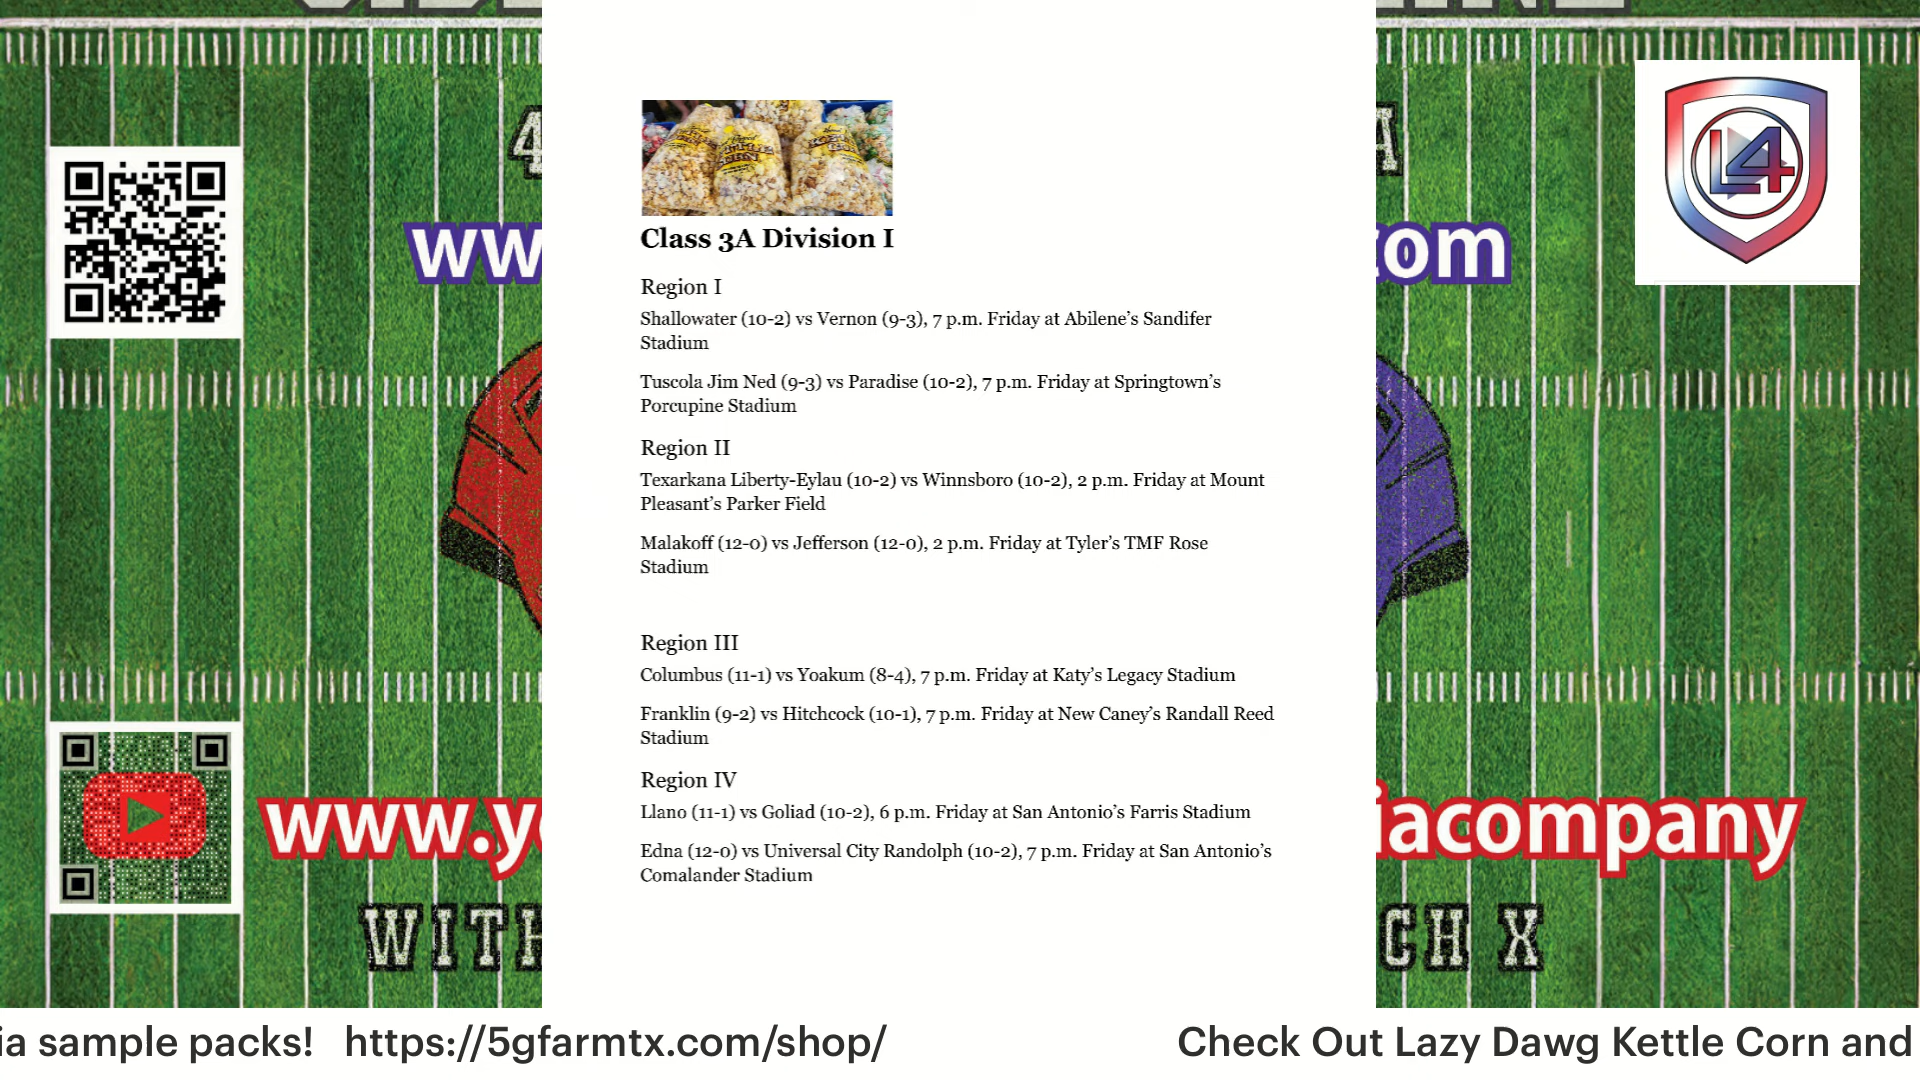 Class 3A Division I
Region I
Shallowater (10-2) vs Vernon (9-3), 7 p.m. Friday at Abilene’s Sandifer
Stadium
Tuscola Jim Ned (9-3) vs Paradise (10-2), 7 p.m. Friday at Springtown’s
Porcupine Stadium
Region II
Texarkana Liberty-Eylau (10-2) vs Winnsboro (10-2), 2 p.m. Friday at Mount
Pleasant’s Parker Field
Malakoff (12-0) vs Jefferson (12-0), 2 p.m. Friday at Tyler’s TMF Rose
Stadium
Region III
Columbus (11-1) vs Yoakum (8-4), 7 p.m. Friday at Katy’s Legacy Stadium
Franklin (9-2) vs Hitchcock (10-1), 7 p.m. Friday at New Caney’s Randall Reed
Stadium
Region IV
Llano (11-1) vs Goliad (10-2), 6 p.m. Friday at San Antonio’s Farris Stadium
Edna (12-0) vs Universal City Randolph (10-2), 7 p.m. Friday at San Antonio’s
Comalander Stadium
4 A
L4
ww om
www.y iacompany
WITH CH X
ia sample packs! https://5gfarmtx.com/shop/ Check Out Lazy Dawg Kettle Corn and